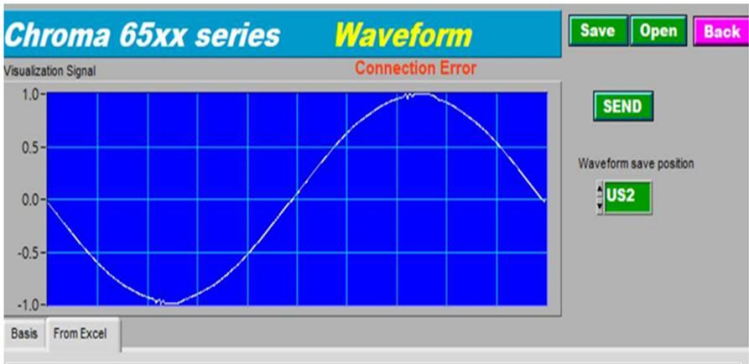 Chroma 65xx series Waveform
Save Open Back
Visualization Signal
Connection Error
1.0
0.5
0.0
-0.5
-1.0
SEND
Waveform save position
US2
Basis From Excel